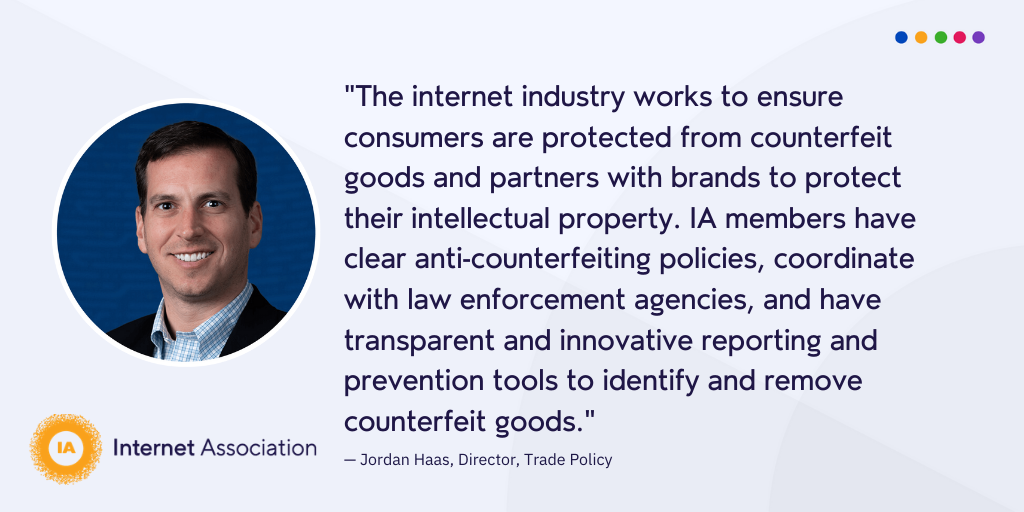 "The internet industry works to ensure
consumers are protected from counterfeit
goods and partners with brands to protect
their intellectual property. IA members have
clear anti-counterfeiting policies, coordinate
with law enforcement agencies, and have
transparent and innovative reporting and
prevention tools to identify and remove
counterfeit goods."
— Jordan Haas, Director, Trade Policy
IA Internet Association